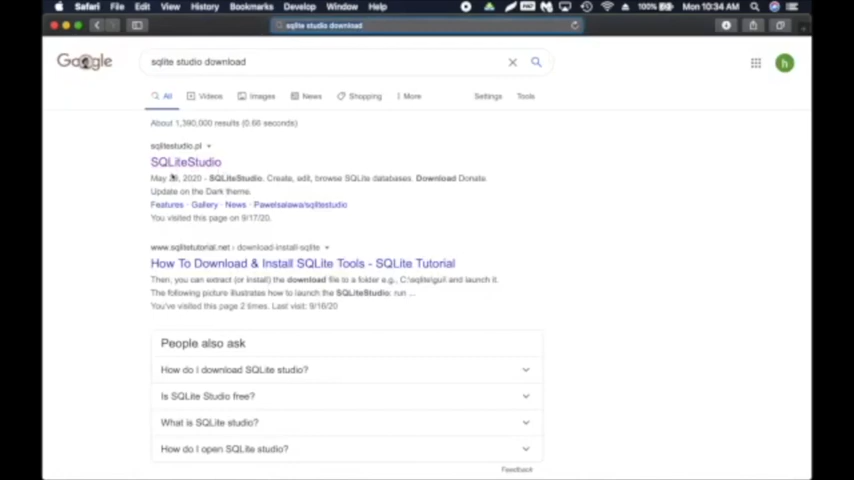 Safari File Edit View History Bookmarks Develop Window Help 100% Mon 10:34 AM
sqlite studio download
Google
sqlite studio download
h
All Videos Images News Shopping More Settings Tools
About 1,390,000 results (0.66 seconds)
sqlitestudio.pl
SQLiteStudio
May 2, 2020 - SQLiteStudio. Create, edit, browse SQLite databases. Download Donate.
Update on the Dark theme.
Features · Gallery · News · Pawelsalawa/sqlitestudio
You visited this page on 9/17/20.
www.sqlitetutorial.net › download-install-sqlite
How To Download & Install SQLite Tools - SQLite Tutorial
Then, you can extract (or install) the download file to a folder e.g., C:\sqlite\gui\ and launch it.
The following picture illustrates how to launch the SQLiteStudio: run ...
You've visited this page 2 times. Last visit: 9/16/20
People also ask
How do I download SQLite studio?
Is SQLite Studio free?
What is SQLite studio?
How do I open SQLite studio?
Feedback